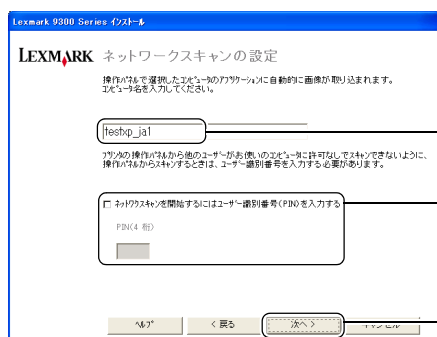 Lexmark 9300 Series インストール
LEXMARK ネットワークスキャンの設定
操作パネルで選択したコンピュータのアプリケーションに自動的に画像が取り込まれます。
コンピュータ名を入力してください。
testxp_ja1
プリンタの操作パネルから他のユーザーがお使いのコンピュータに許可なしでスキャンできないように、
操作パネルからスキャンするときは、ユーザー識別番号を入力する必要があります。
ネットワークスキャンを開始するにはユーザー識別番号(PIN)を入力する
PIN(4 桁)
ヘルプ < 戻る 次へ > キャンセル